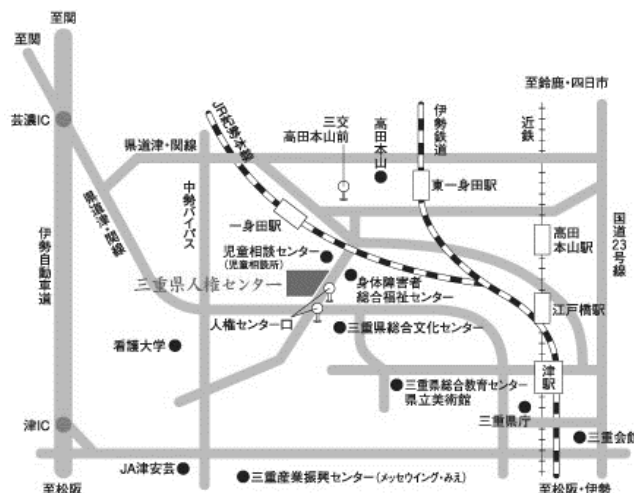 至関
至関
至鈴鹿・四日市
芸濃IC
JR紀勢本線
三交
高田本山前
高田本山
伊勢鉄道
近鉄
県道津・関線
中勢バイパス
東一身田駅
県道津・関線
一身田駅
高田
本山駅
国道23号線
伊勢自動車道
児童相談センター
(児童相談所)
三重県人権センター
身体障害者
総合福祉センター
江戸橋駅
人権センター口
三重県総合文化センター
看護大学
津駅
三重県総合教育センター
県立美術館
三重県庁
津IC
三重会館
JA津安芸
三重産業振興センター(メッセウイング・みえ)
至松阪
至松阪・伊勢